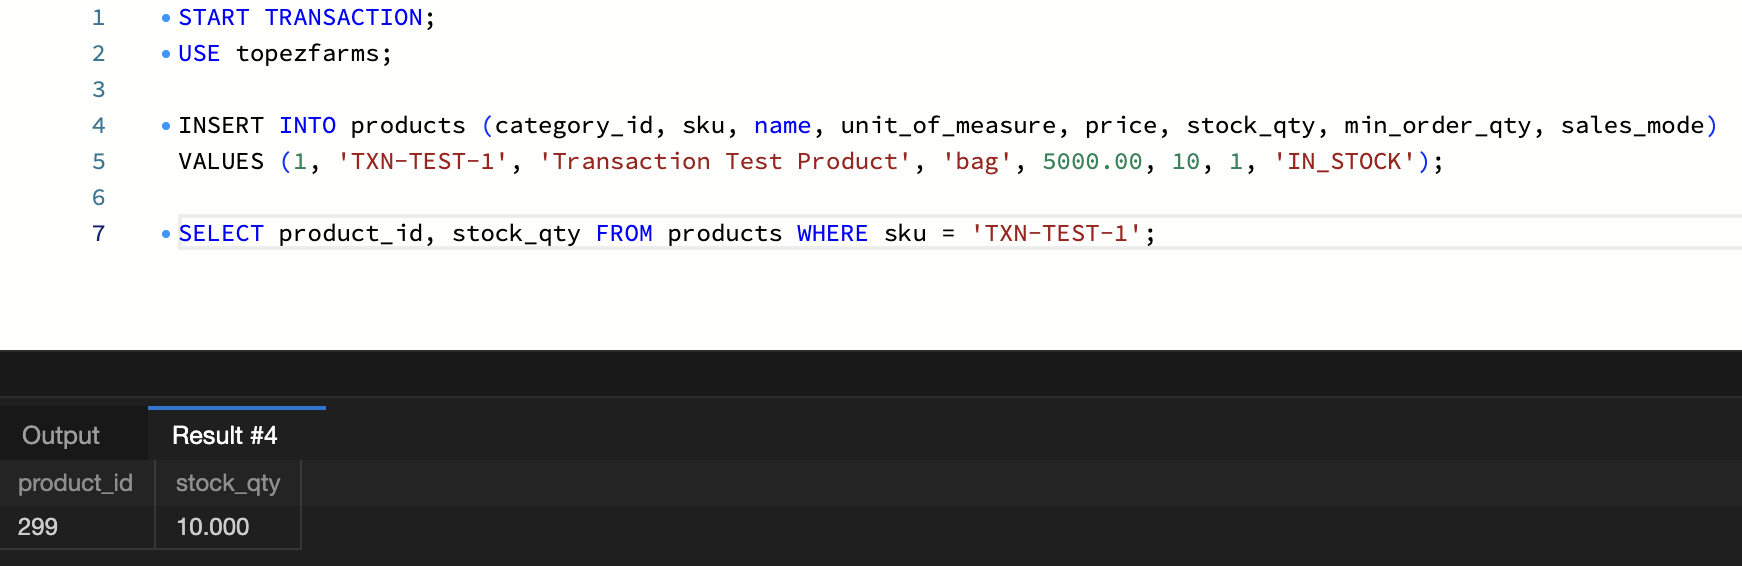 1 START TRANSACTION;
2 USE topezfarms;
3
4 INSERT INTO products (category_id, sku, name, unit_of_measure, price, stock_qty, min_order_qty, sales_mode)
5 VALUES (1, 'TXN-TEST-1', 'Transaction Test Product', 'bag', 5000.00, 10, 1, 'IN_STOCK');
6
7 SELECT product_id, stock_qty FROM products WHERE sku = 'TXN-TEST-1';
Output Result #4
product_id stock_qty
299 10.000